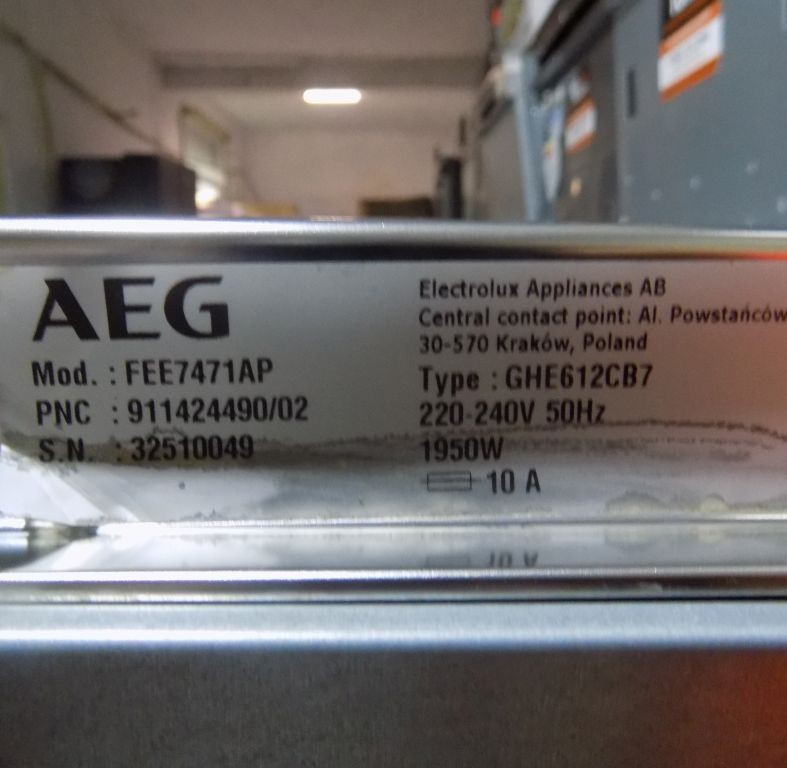 AEG
Mod. : FEE7471AP
PNC : 911424490/02
S.N. : 32510049
Electrolux Appliances AB
Central contact point: Al. Powstańców
30-570 Kraków, Poland
Type : GHE612CB7
220-240V 50Hz
1950W
10 A